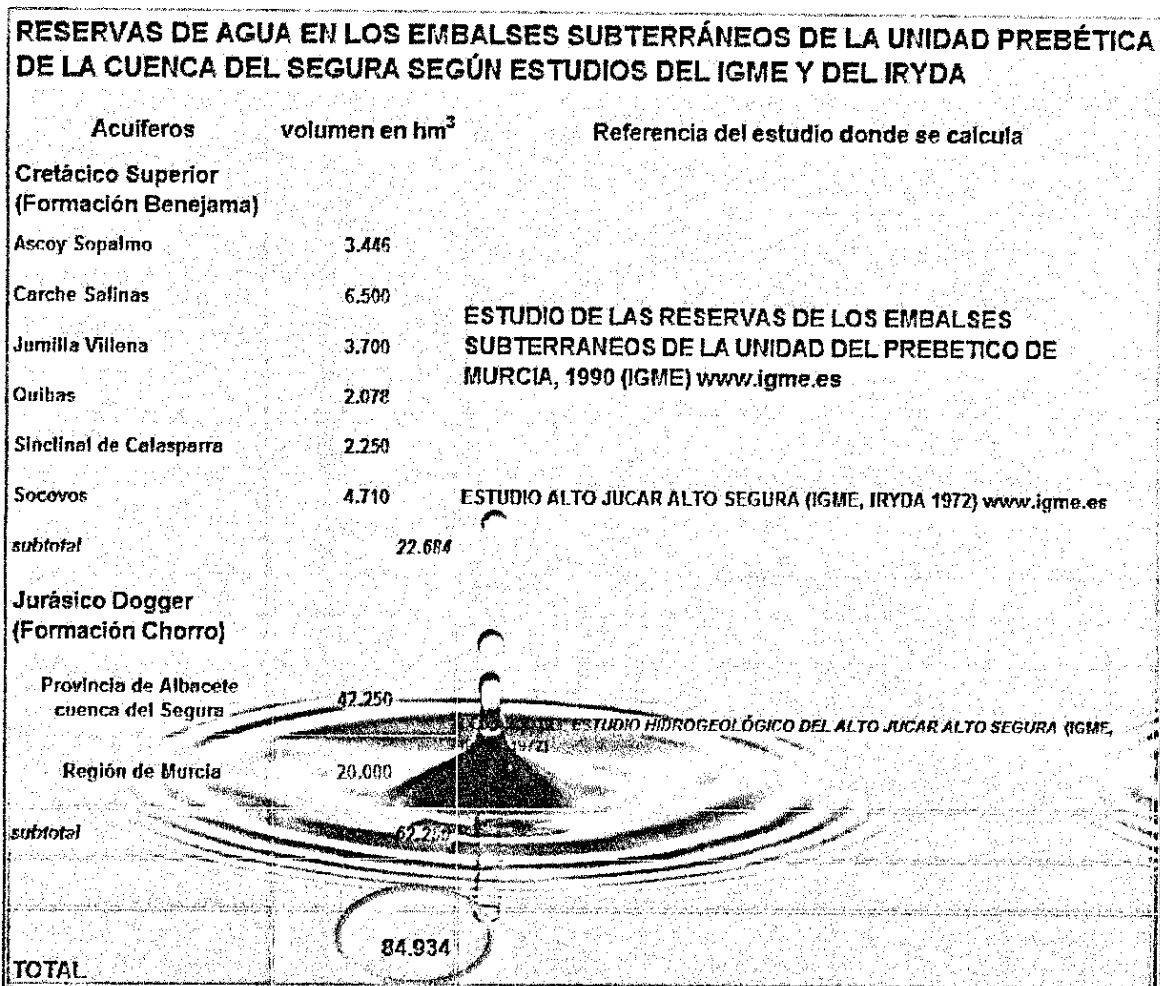 RESERVAS DE AGUA EN LOS EMBALSES SUBTERRÁNEOS DE LA UNIDAD PREBÉTICA
DE LA CUENCA DEL SEGURA SEGÚN ESTUDIOS DEL IGME Y DEL IRYDA
Acuíferos volumen en hm³ Referencia del estudio donde se calcula
Cretácico Superior
(Formación Benejama)
Ascoy Sopalmo 3.446
Carche Salinas 6.500
ESTUDIO DE LAS RESERVAS DE LOS EMBALSES
Jumilla Villena 3.700 SUBTERRANEOS DE LA UNIDAD DEL PREBETICO DE
MURCIA, 1990 (IGME) www.igme.es
Quibas 2.078
Sinclinal de Calasparra 2.250
Socovos 4.710 ESTUDIO ALTO JUCAR ALTO SEGURA (IGME, IRYDA 1972) www.igme.es
subtotal 22.684
Jurásico Dogger
(Formación Chorro)
Provincia de Albacete
cuenca del Segura 42.250
ESTUDIO HIDROGEOLÓGICO DEL ALTO JUCAR ALTO SEGURA (IGME,
1972)
Región de Murcia 20.000
subtotal 62.250
84.934
TOTAL